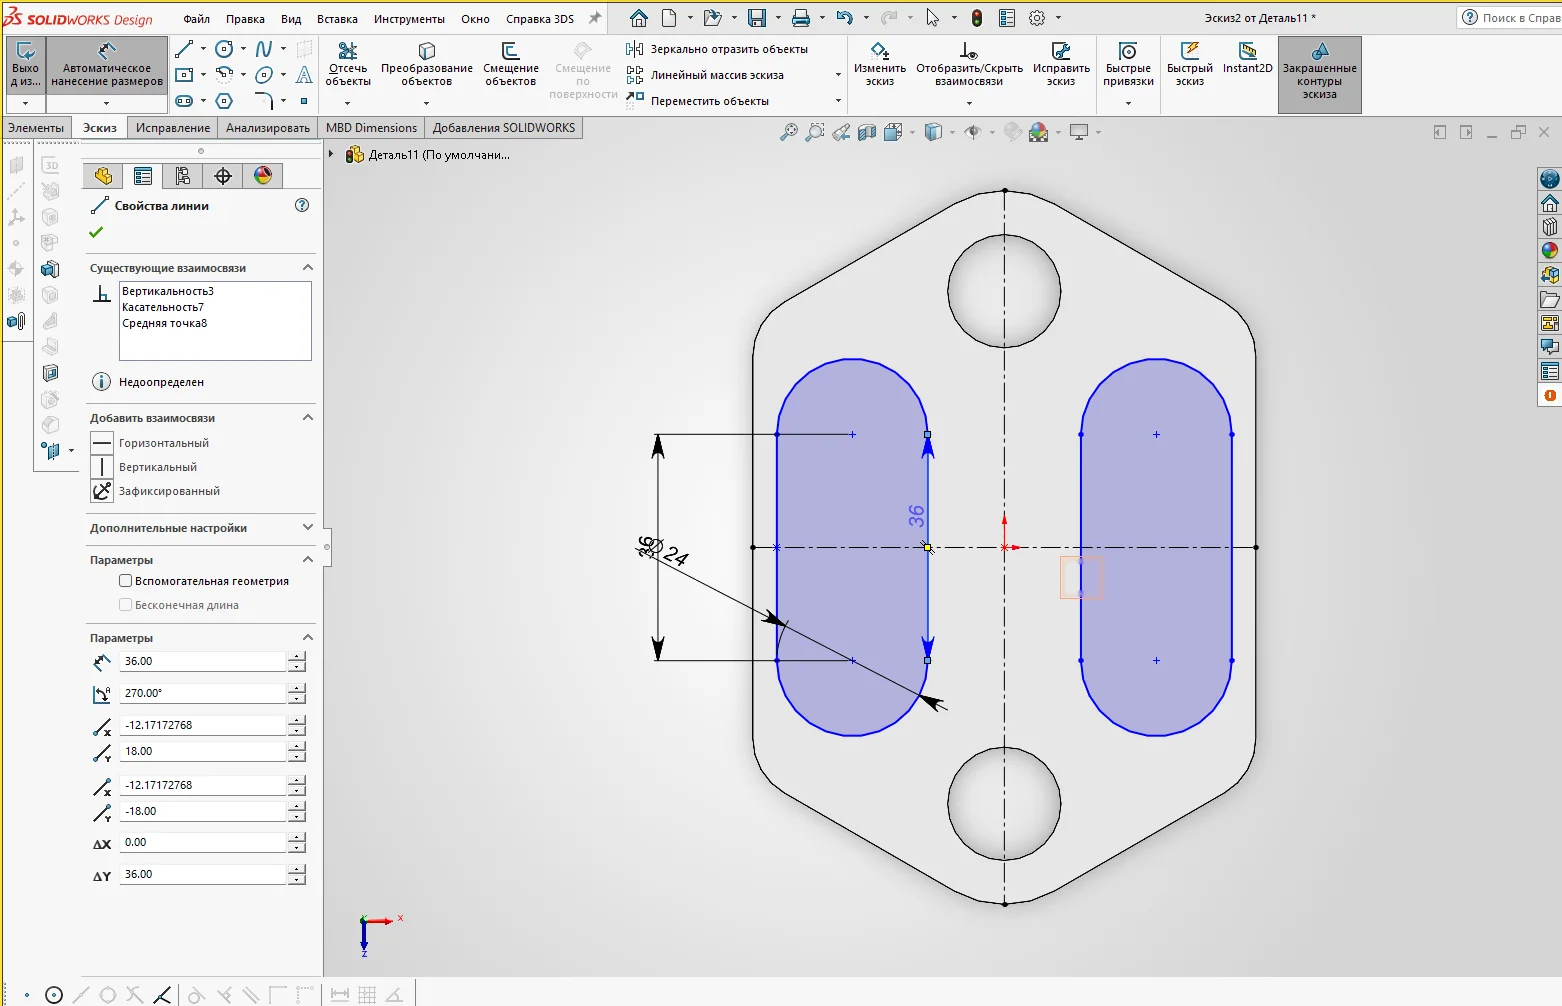 SOLIDWORKS Design
Файл Правка Вид Вставка Инструменты Окно Справка 3DS
Эскиз2 от Деталь11 *
Поиск в Справ
Выхо д из...
Автоматическое нанесение размеров
Отсечь объекты
Преобразование объектов
Смещение объектов
Смещение по поверхности
Зеркально отразить объекты
Линейный массив эскиза
Переместить объекты
Изменить эскиз
Отобразить/Скрыть взаимосвязи
Исправить эскиз
Быстрые привязки
Быстрый эскиз
Instant2D
Закрашенные контуры эскиза
Элементы Эскиз Исправление Анализировать MBD Dimensions Добавления SOLIDWORKS
Деталь11 (По умолчани...
3D
Свойства линии
Существующие взаимосвязи
Вертикальность3
Касательность7
Средняя точка8
Недоопределен
Добавить взаимосвязи
Горизонтальный
Вертикальный
Зафиксированный
Дополнительные настройки
Параметры
Вспомогательная геометрия
Бесконечная длина
Параметры
36.00
270.00°
-12.17172768
18.00
-12.17172768
-18.00
ΔX 0.00
ΔY 36.00
36
36
⌀ 24
X
Z